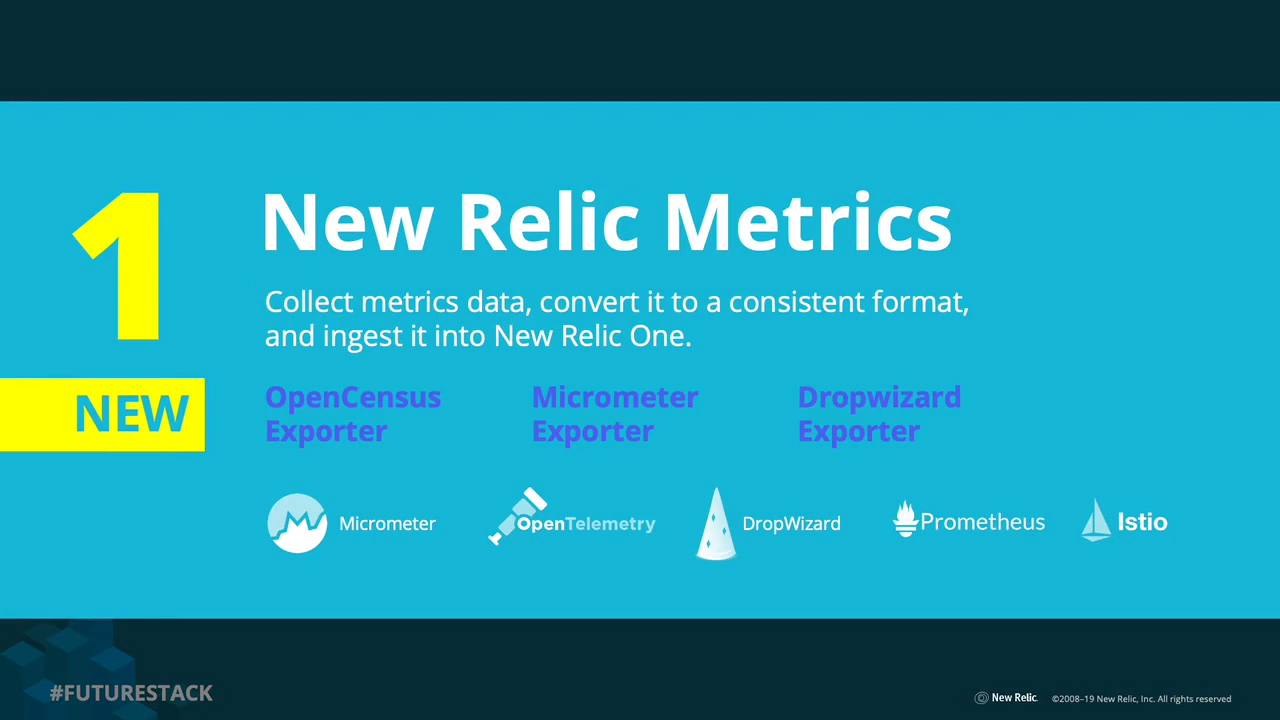 1
New Relic Metrics
Collect metrics data, convert it to a consistent format,
and ingest it into New Relic One.
NEW
OpenCensus
Exporter
Micrometer
Exporter
Dropwizard
Exporter
Micrometer
OpenTelemetry
DropWizard
Prometheus
Istio
#FUTURESTACK
New Relic.
©2008–19 New Relic, Inc. All rights reserved